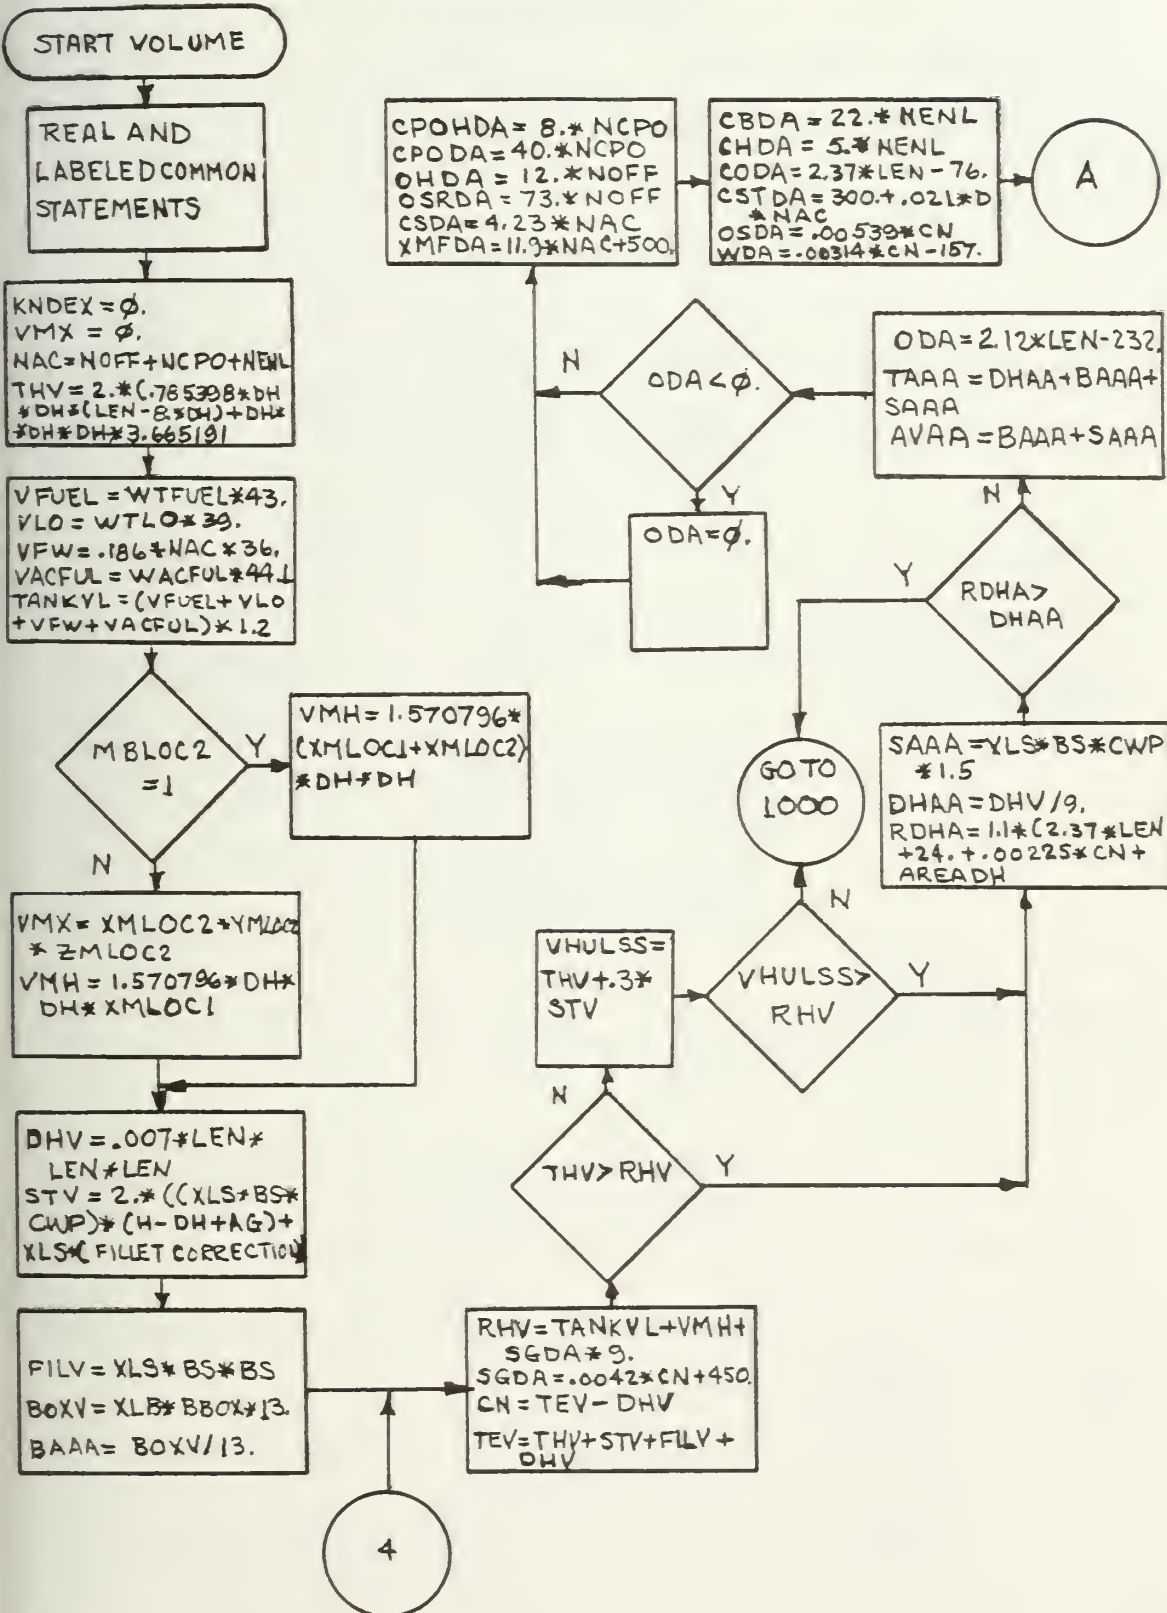 START VOLUME
REAL AND
LABELED COMMON
STATEMENTS
KNDEX = Ø.
VMX = Ø.
NAC=NOFF+NCPO+NENL
THV = 2.*(.785398*DH
*DH*(LEN-8.*DH)+DH*
*DH*DH*3.665191
VFUEL = WTFUEL*43.
VLO = WTLO*39.
VFW = .186*NAC*36.
VACFUL = WACFUL*44.1
TANKVL = (VFUEL+VLO
+VFW+VACFUL)*1.2
MBLOC2
=1
Y
N
VMH = 1.570796*
(XMLOC1+XMLOC2)
*DH*DH
VMX = XMLOC2*YMLOC2
* ZMLOC2
VMH = 1.570796*DH*
DH* XMLOC1
DHV = .007*LEN*
LEN*LEN
STV = 2.*((XLS*BS*
CWP)*(H-DH+AG)+
XLS*(FILLET CORRECTION)
FILV = XLS*BS*BS
BOXV = XLB*BBOX*13.
BAAA = BOXV/13.
4
RHV=TANKVL+VMH+
SGDA*9.
SGDA=.0042*CN+450.
CN = TEV-DHV
TEV=THV+STV+FILV+
DHV
THV>RHV
Y
N
VHULSS=
THV+.3*
STV
VHULSS>
RHV
Y
N
GO TO
1000
SAAA=XLS*BS*CWP
*1.5
DHAA=DHV/9.
RDHA=1.1*(2.37*LEN
+24.+.00225*CN+
AREADH
RDHA>
DHAA
Y
N
ODA=2.12*LEN-232.
TAAA=DHAA+BAAA+
SAAA
AVAA=BAAA+SAAA
ODA<Ø.
N
Y
ODA=Ø.
CPOHDA= 8.* NCPO
CPODA=40.*NCPO
OHDA = 12.*NOFF
OSRDA= 73.*NOFF
CSDA=4.23*NAC
XMFDA=11.9*NAC+500.
CBDA = 22.* NENL
CHDA = 5.* NENL
CODA=2.37*LEN-76.
CSTDA=300.+.021*D
*NAC
OSDA=.00539*CN
WDA=.00314*CN-157.
A